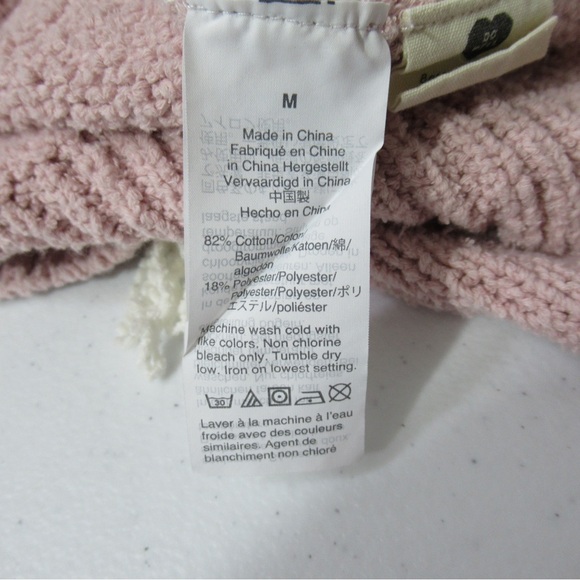 M
Made in China
Fabriqué en Chine
in China Hergestellt
Vervaardigd in China
中国製
Hecho en China
82% Cotton/Coton/
Baumwolle/Katoen/綿/
algodón
18% Polyester/Polyester/
Polyester/Polyester/ポリ
エステル/poliéster
Machine wash cold with
like colors. Non chlorine
bleach only. Tumble dry
low. Iron on lowest setting.
30
Laver à la machine à l'eau
froide avec des couleurs
similaires. Agent de
blanchiment non chloré